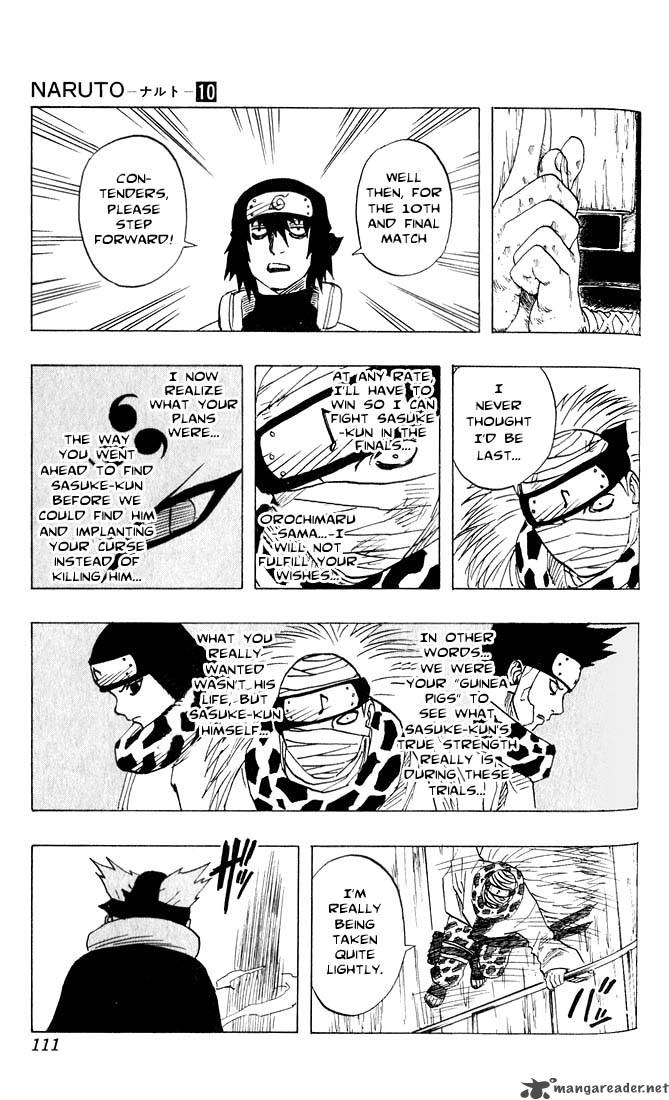 NARUTO－ナルト－10
WELL
THEN, FOR
THE 10TH
AND FINAL
MATCH
CON-
TENDERS,
PLEASE
STEP
FORWARD!
I
NEVER
THOUGHT
I'D BE
LAST...
AT ANY RATE,
I'LL HAVE TO
WIN SO I CAN
FIGHT SASUKE
-KUN IN THE
FINALS...
OROCHIMARU
SAMA...-I
WILL NOT
FULFILL YOUR
WISHES...
I NOW
REALIZE
WHAT YOUR
PLANS
WERE...
THE WAY
YOU WENT
AHEAD TO FIND
SASUKE-KUN
BEFORE WE
COULD FIND HIM
AND IMPLANTING
YOUR CURSE
INSTEAD OF
KILLING HIM...
IN OTHER
WORDS...
WE WERE
YOUR "GUINEA
PIGS" TO
SEE WHAT
SASUKE-KUN'S
TRUE STRENGTH
REALLY IS
DURING THESE
TRIALS...
WHAT YOU
REALLY
WANTED
WASN'T HIS
LIFE, BUT
SASUKE-KUN
HIMSELF...
I'M
REALLY
BEING
TAKEN
QUITE
LIGHTLY.
バッ
ザッ
111
mangareader.net